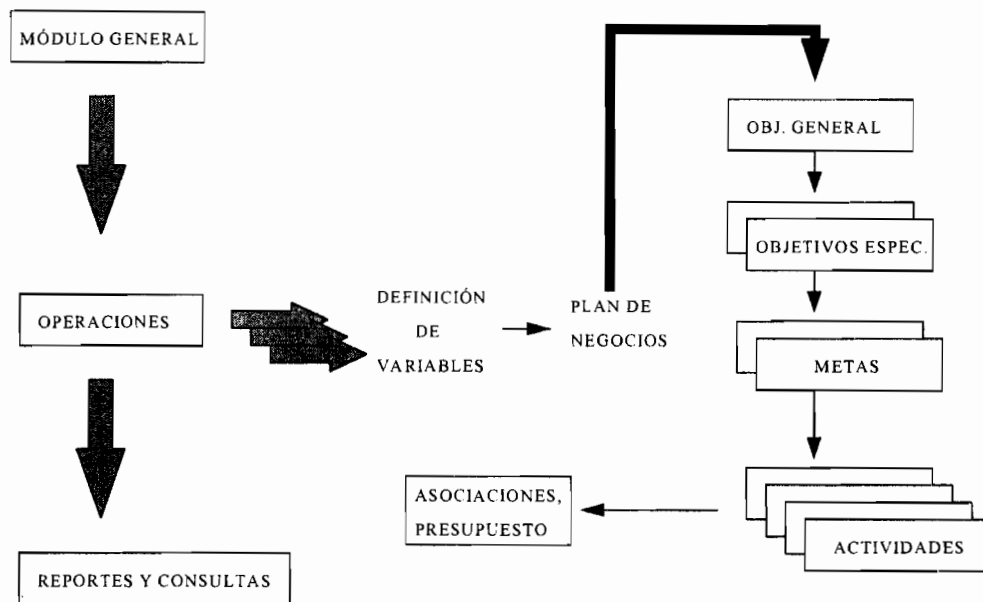 MÓDULO GENERAL
OPERACIONES
REPORTES Y CONSULTAS
DEFINICIÓN
DE
VARIABLES
PLAN DE
NEGOCIOS
OBJ. GENERAL
OBJETIVOS ESPEC.
METAS
ACTIVIDADES
ASOCIACIONES,
PRESUPUESTO